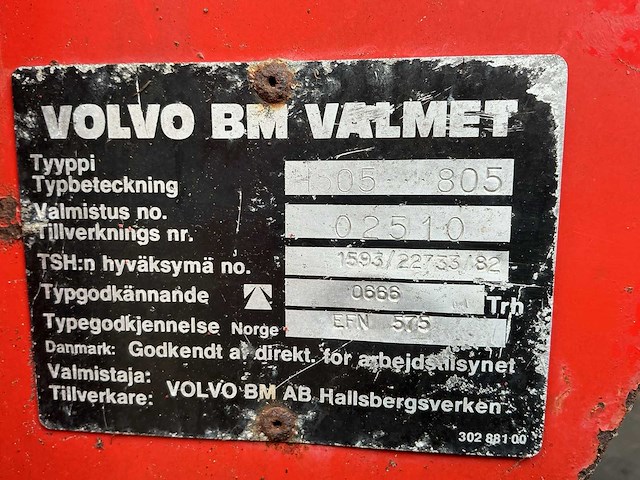 VOLVO BM VALMET
Tyyppi
Typbeteckning 805
Valmistus no.
Tillverknings nr. 02510
TSH:n hyväksymä no. 1593/22733/82
Typgodkännande 0666 Trh
Typegodkjennelse Norge EFN 575
Danmark: Godkendt af direkt. for arbejdstilsynet
Valmistaja:
Tillverkare: VOLVO BM AB Hallsbergsverken
302 881 00